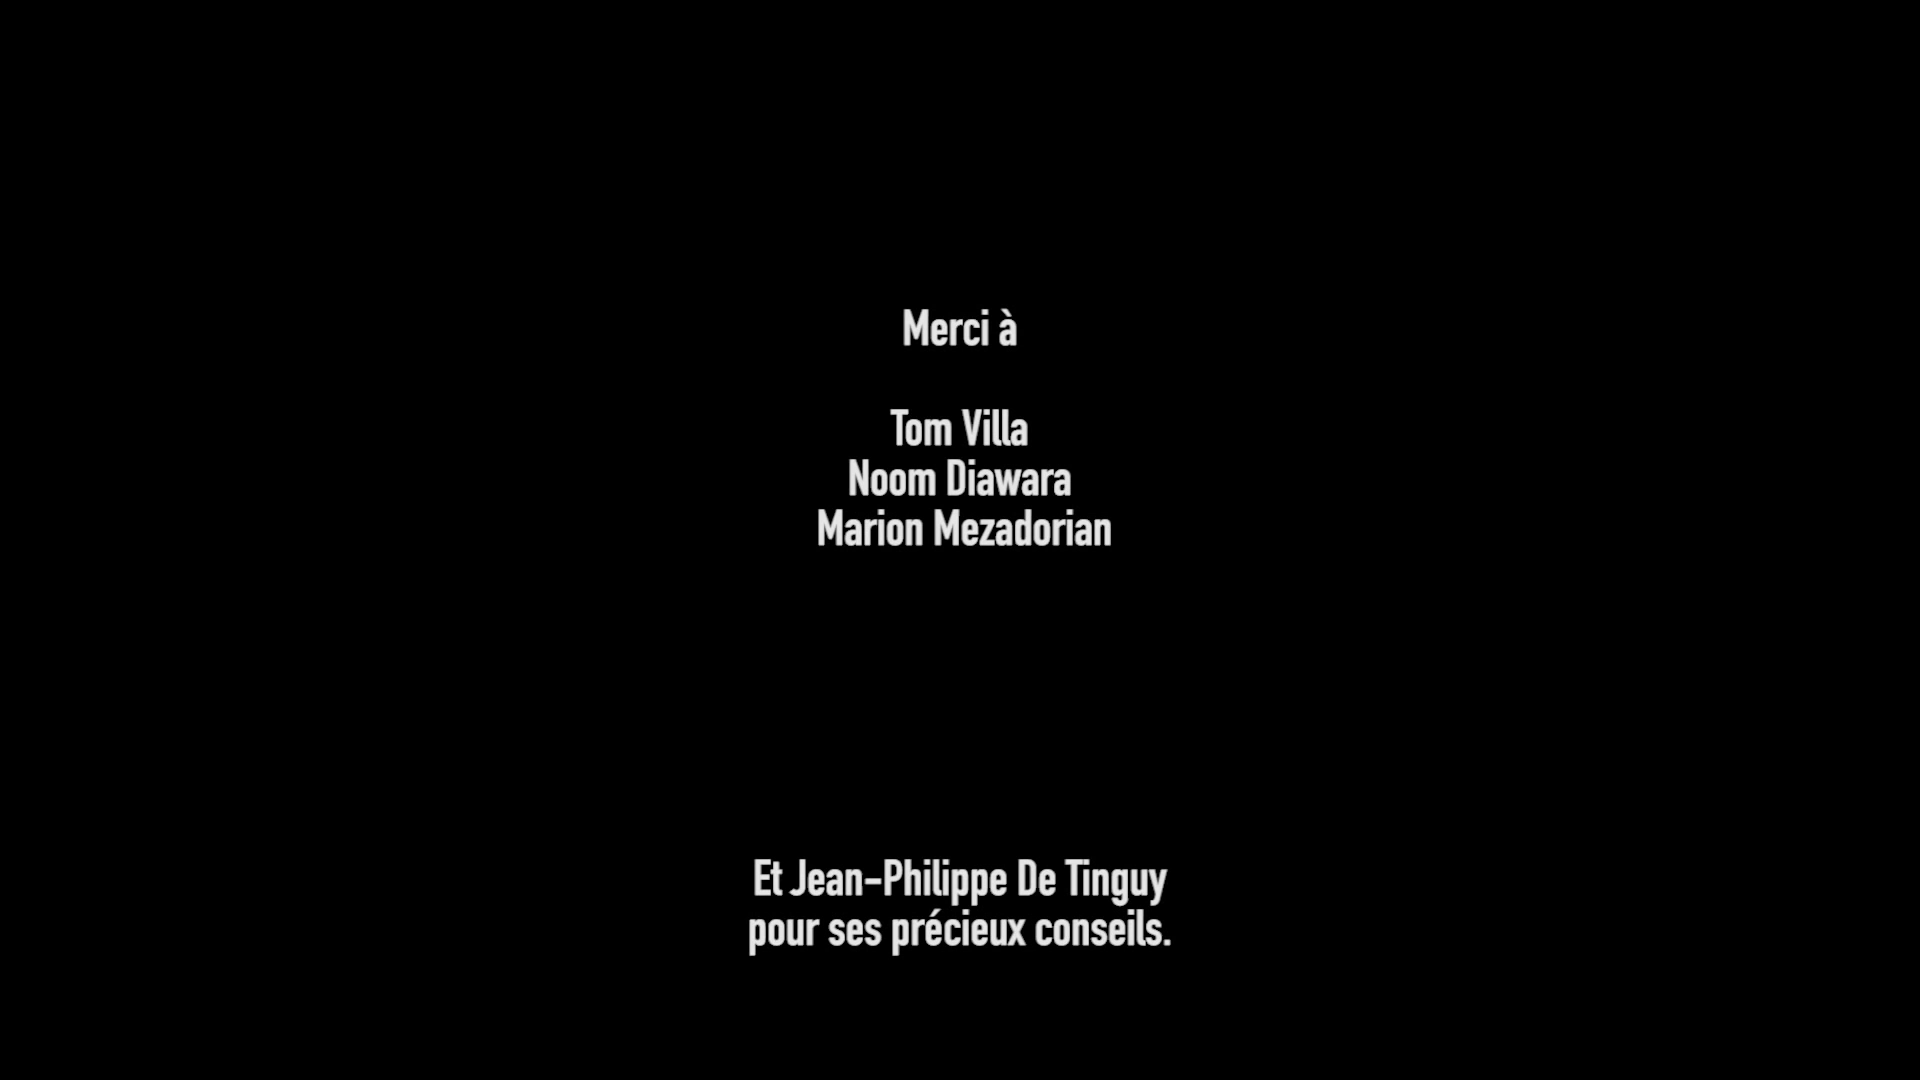 Merci à
Tom Villa
Noom Diawara
Marion Mezadorian
Et Jean-Philippe De Tinguy
pour ses précieux conseils.